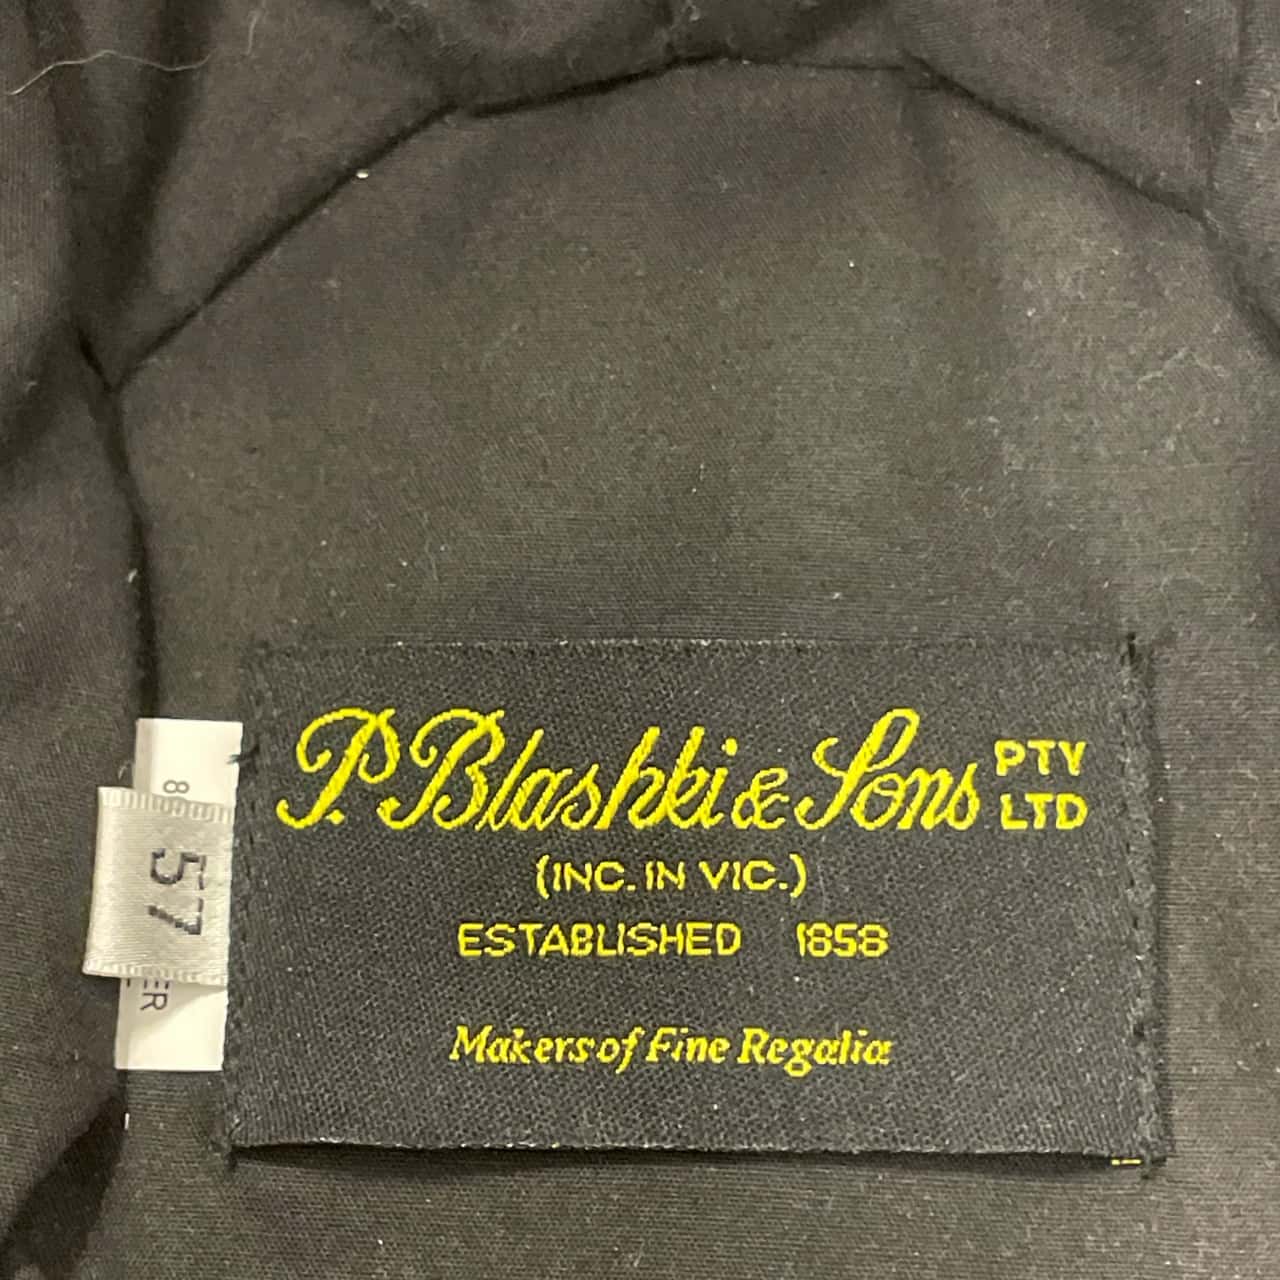 P. Blashki & Sons PTY LTD
(INC. IN VIC.)
ESTABLISHED 1858
Makers of Fine Regalia
57